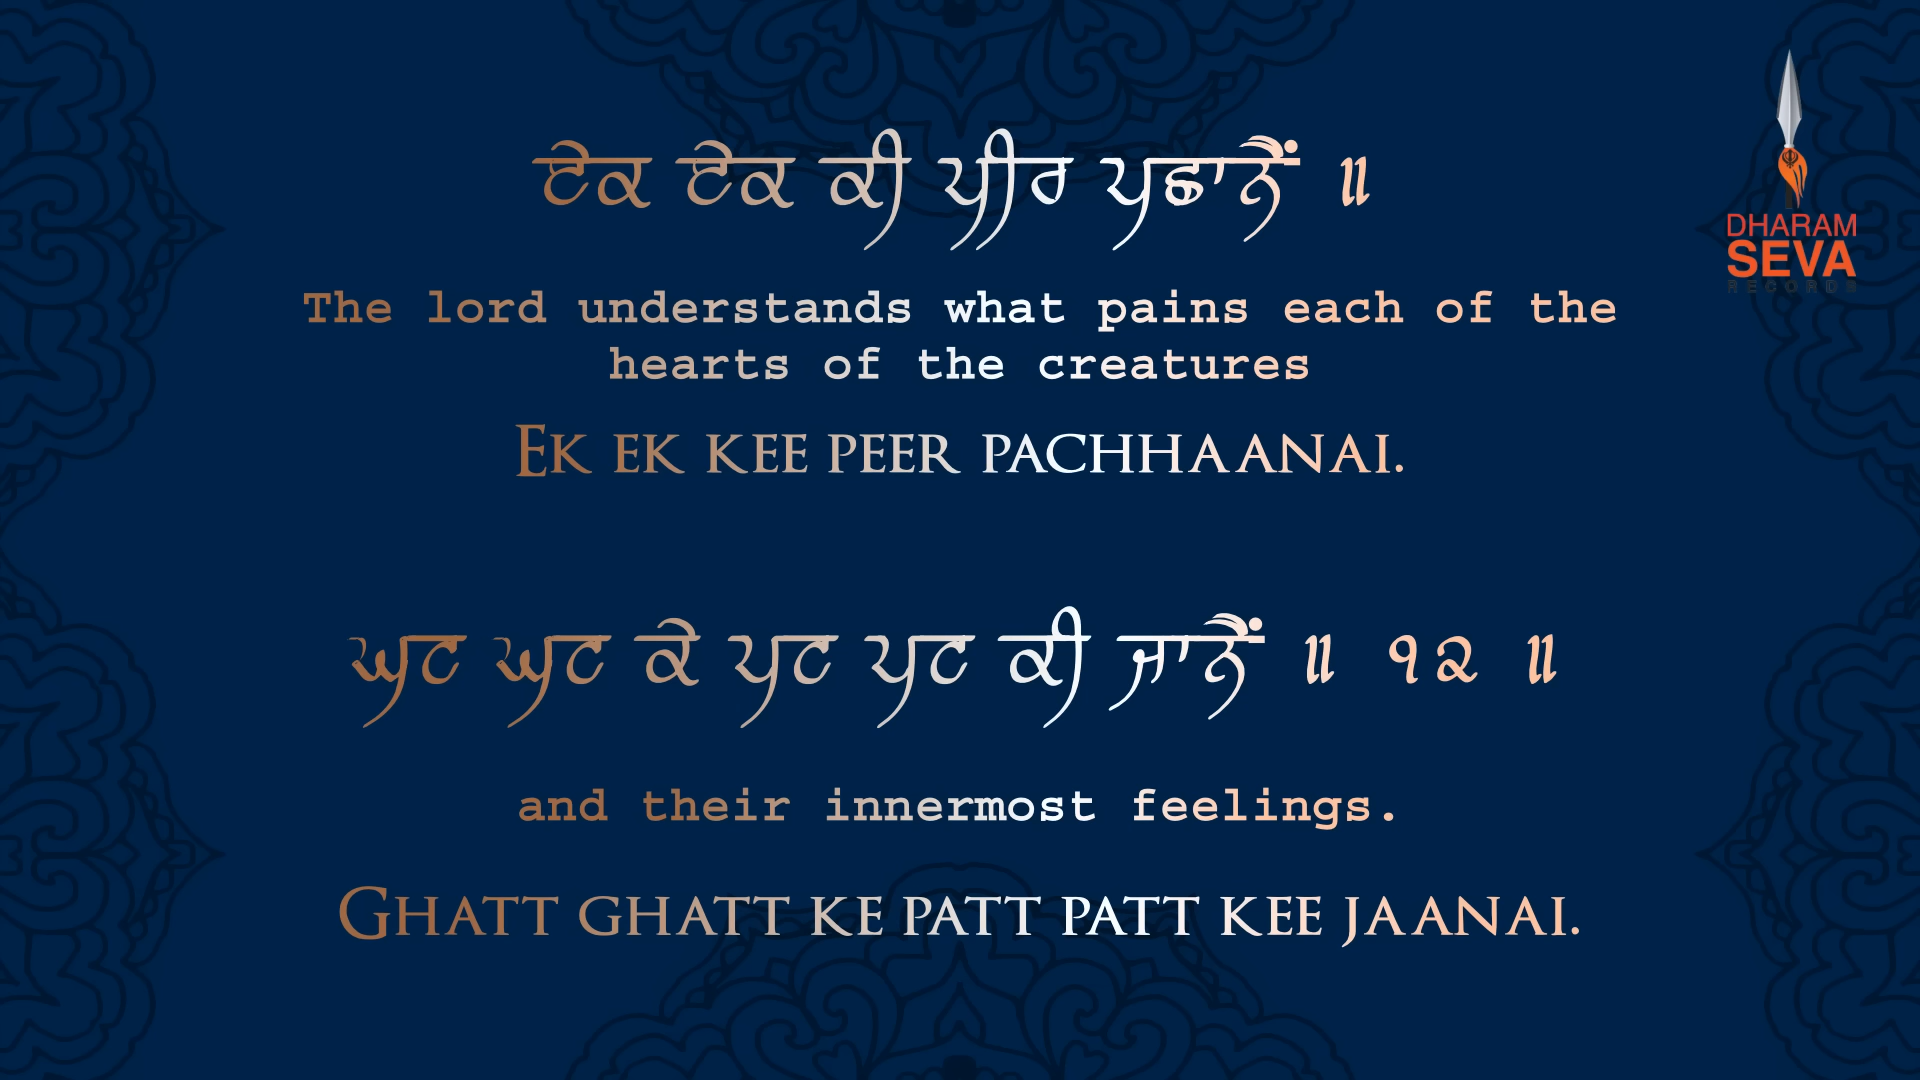 ਏਕ ਏਕ ਕੀ ਪੀਰ ਪਛਾਨੈਂ ॥
The lord understands what pains each of the
hearts of the creatures
EK EK KEE PEER PACHHAANAI.
ਘਟ ਘਟ ਕੇ ਪਟ ਪਟ ਕੀ ਜਾਨੈਂ ॥ ੧੨ ॥
and their innermost feelings.
GHATT GHATT KE PATT PATT KEE JAANAI.
DHARAM
SEVA
RECORDS